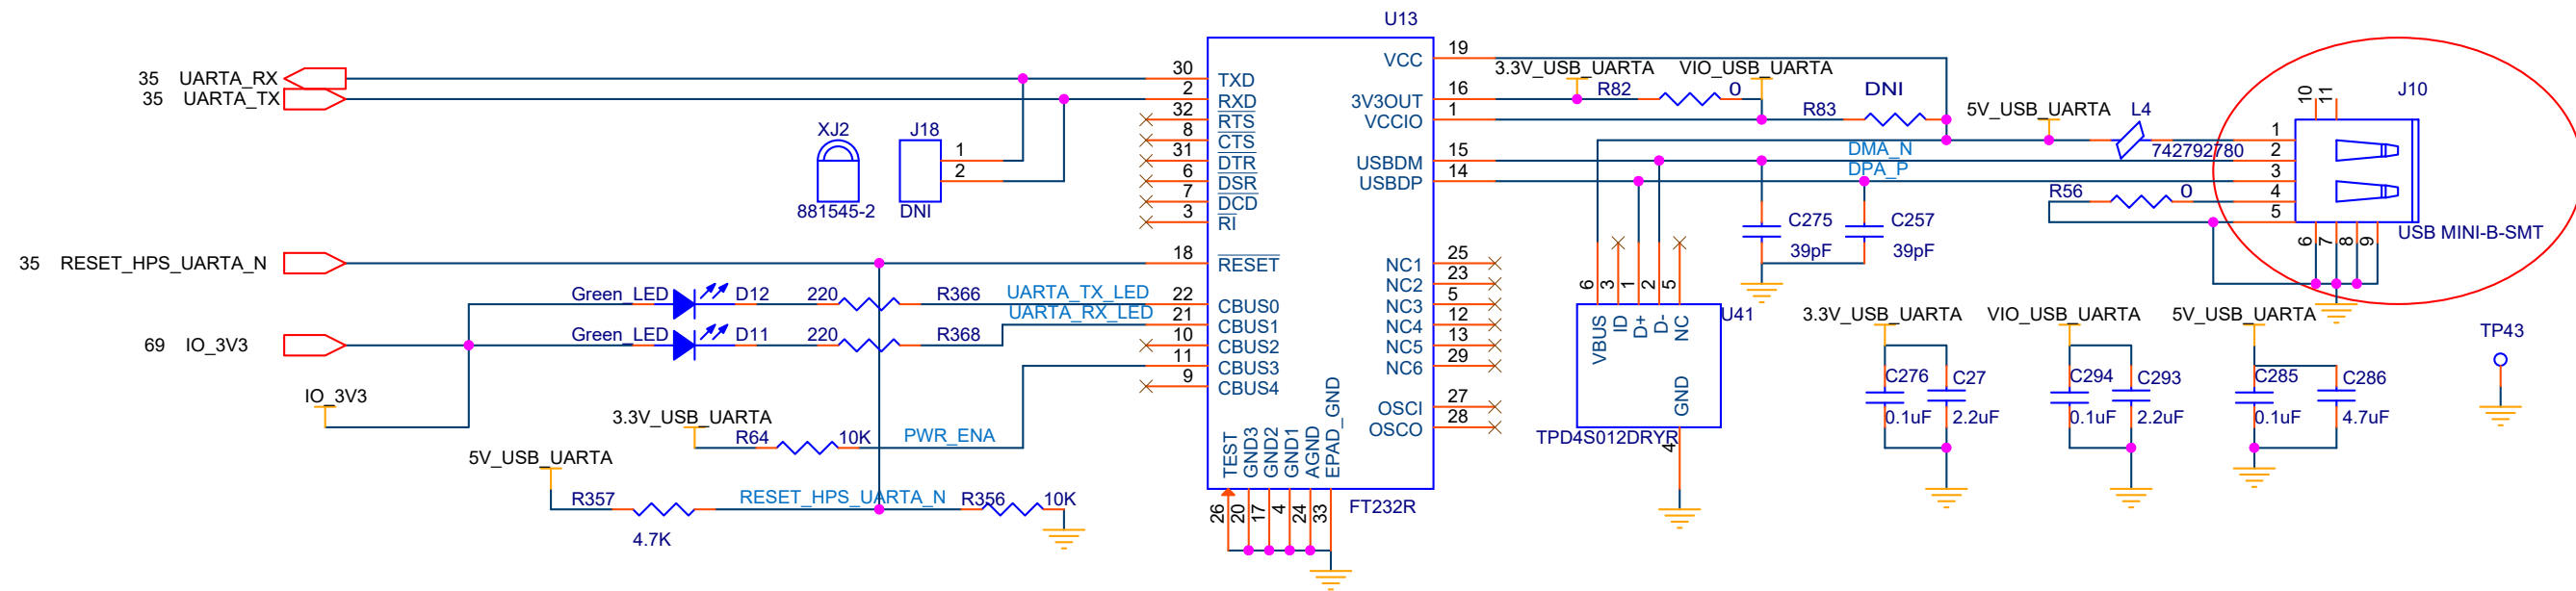 U13
35 UARTA_RX
35 UARTA_TX
30 TXD
2 RXD
32 RTS
8 CTS
31 DTR
6 DSR
7 DCD
3 RI
XJ2
881545-2
J18
1
2
DNI
35 RESET_HPS_UARTA_N
18 RESET
Green_LED D12 220 R366 UARTA_TX_LED 22 CBUS0
UARTA_RX_LED 21 CBUS1
Green_LED D11 220 R368
10 CBUS2
11 CBUS3
9 CBUS4
69 IO_3V3
IO_3V3
3.3V_USB_UARTA
R64 10K PWR_ENA
5V_USB_UARTA
R357 RESET_HPS_UARTA_N R356 10K
4.7K
TEST
GND3
GND2
GND1
AGND
EPAD_GND
26
20
17
4
24
33
FT232R
VCC 19
3V3OUT 16
VCCIO 1
USBDM 15
USBDP 14
NC1 25
NC2 23
NC3 5
NC4 12
NC5 13
NC6 29
OSCI 27
OSCO 28
3.3V_USB_UARTA VIO_USB_UARTA
R82 0
R83 DNI
5V_USB_UARTA
L4
742792780
DMA_N
DPA_P
R56 0
C275
39pF
C257
39pF
6
3
1
2
5
VBUS
ID
D+
D-
NC
GND
U41
TPD4S012DRYR
4
J10
10
11
1
2
3
4
5
6
7
8
9
USB MINI-B-SMT
3.3V_USB_UARTA
C276
0.1uF
C27
2.2uF
VIO_USB_UARTA
C294
0.1uF
C293
2.2uF
5V_USB_UARTA
C285
0.1uF
C286
4.7uF
TP43